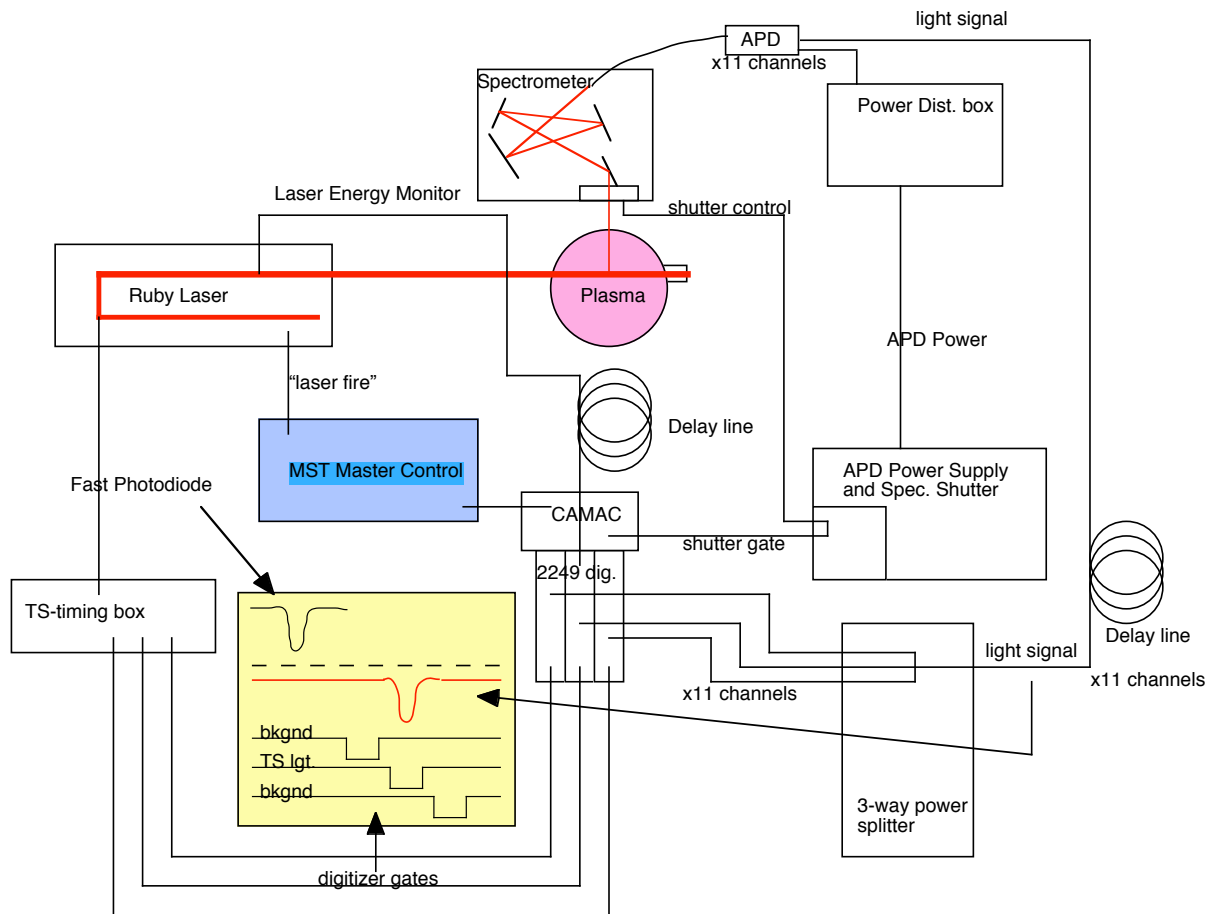 light signal
APD
x11 channels
Spectrometer
Power Dist. box
Laser Energy Monitor
shutter control
Ruby Laser
Plasma
APD Power
“laser fire”
Delay line
MST Master Control
APD Power Supply
and Spec. Shutter
Fast Photodiode
CAMAC
shutter gate
2249 dig.
TS-timing box
Delay line
light signal
x11 channels
x11 channels
bkgnd
TS lgt.
bkgnd
3-way power
splitter
digitizer gates